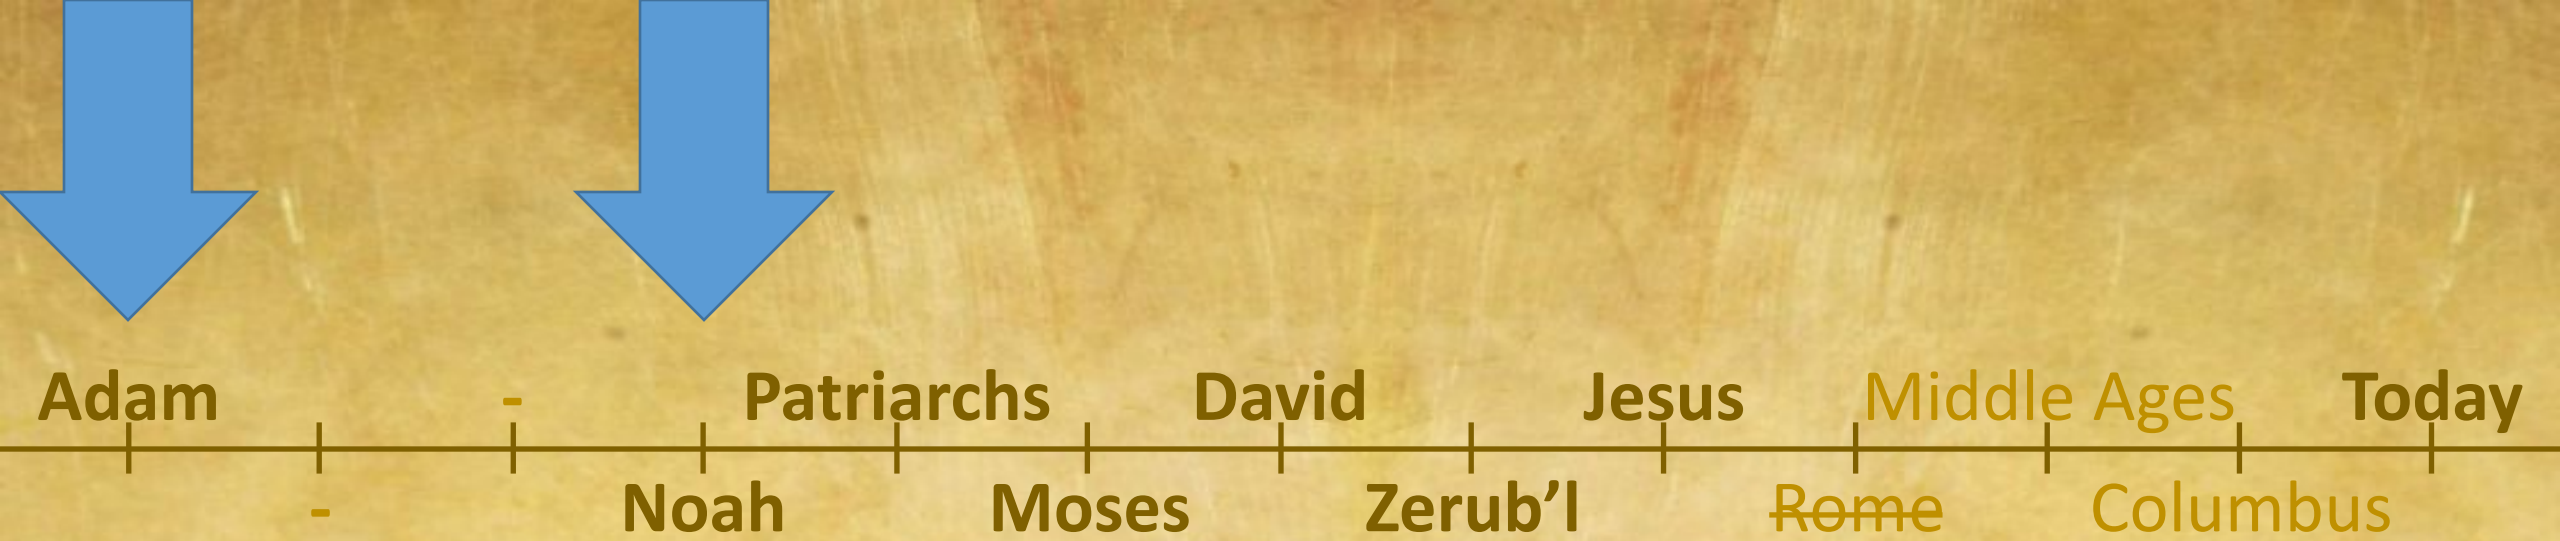 Adam - Patriarchs David Jesus Middle Ages Today
- Noah Moses Zerub’l Rome Columbus